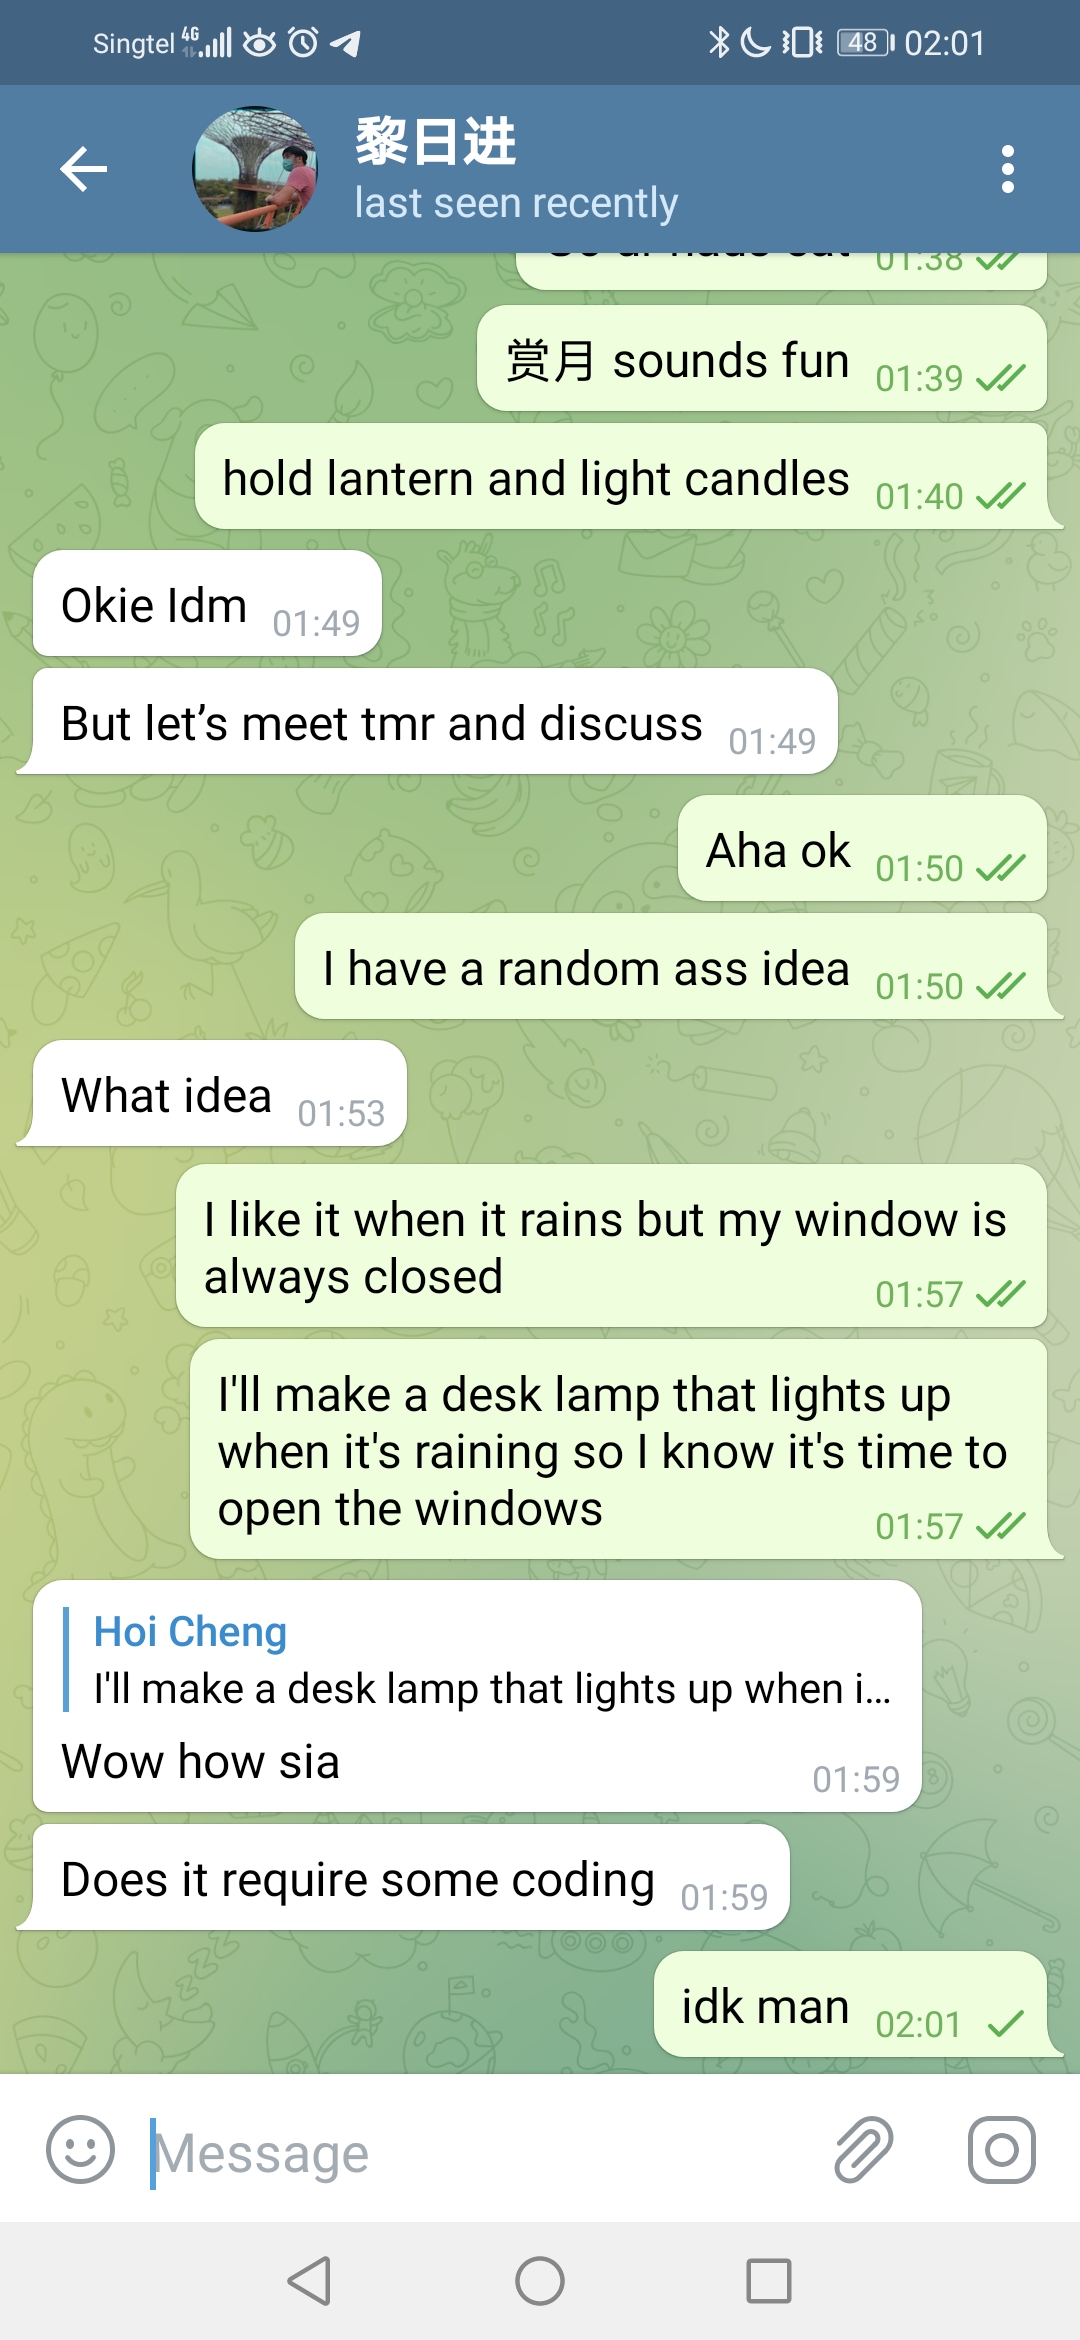 Singtel 4G 48 02:01
黎日进
last seen recently
01:38
赏月 sounds fun 01:39
hold lantern and light candles 01:40
Okie Idm 01:49
But let’s meet tmr and discuss 01:49
Aha ok 01:50
I have a random ass idea 01:50
What idea 01:53
I like it when it rains but my window is
always closed 01:57
I'll make a desk lamp that lights up
when it's raining so I know it's time to
open the windows 01:57
Hoi Cheng
I'll make a desk lamp that lights up when i...
Wow how sia 01:59
Does it require some coding 01:59
idk man 02:01
Message